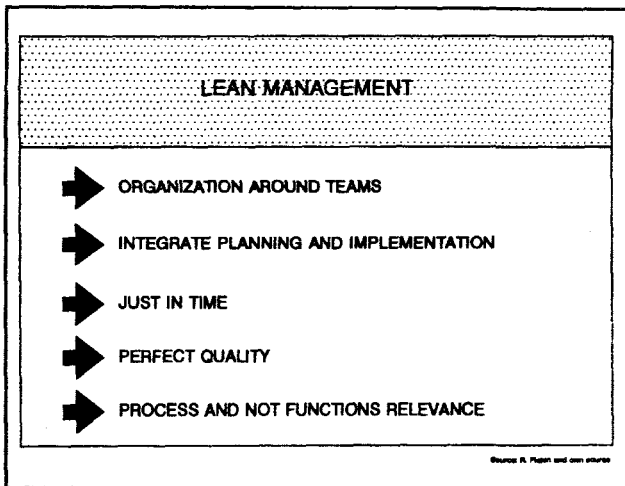 LEAN MANAGEMENT
ORGANIZATION AROUND TEAMS
INTEGRATE PLANNING AND IMPLEMENTATION
JUST IN TIME
PERFECT QUALITY
PROCESS AND NOT FUNCTIONS RELEVANCE
Source: R. and own